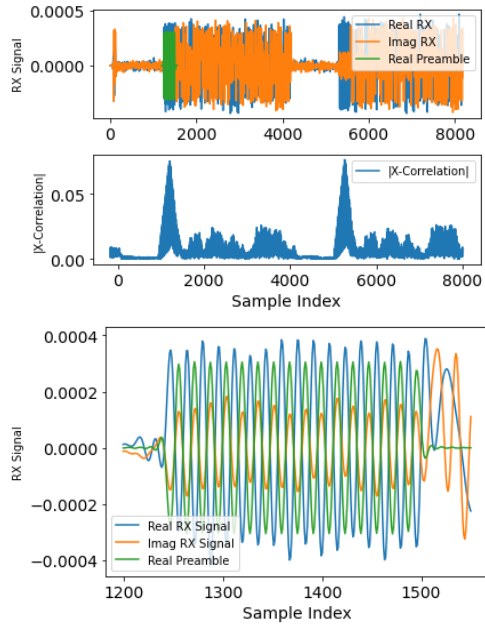 0.0005
0.0000
RX Signal
Real RX
Imag RX
Real Preamble
0 2000 4000 6000 8000
0.05
0.00
|X-Correlation|
|X-Correlation|
0 2000 4000 6000 8000
Sample Index
0.0004
0.0002
0.0000
−0.0002
−0.0004
RX Signal
Real RX Signal
Imag RX Signal
Real Preamble
1200 1300 1400 1500
Sample Index